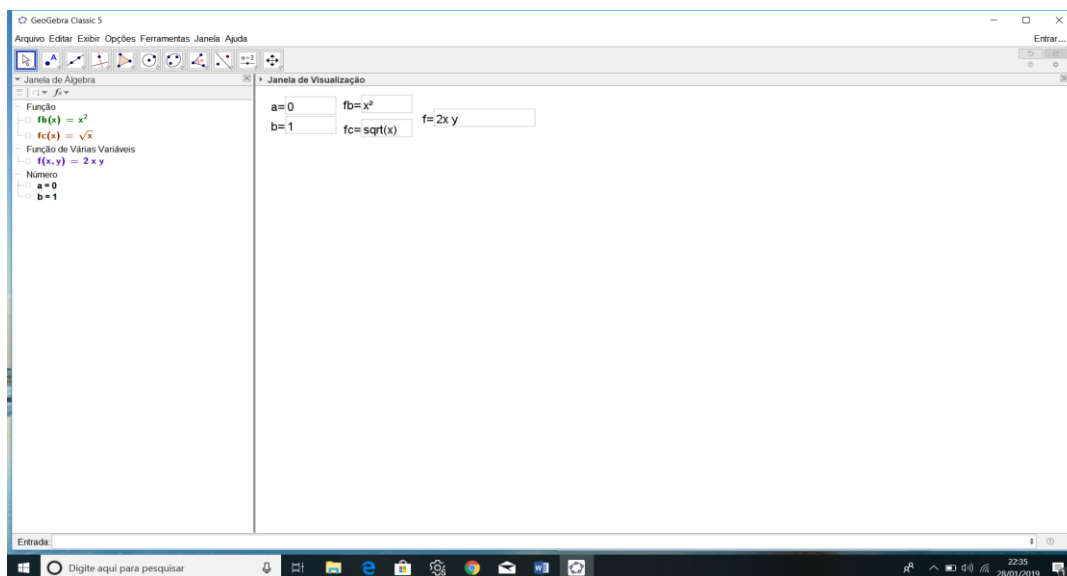 GeoGebra Classic 5
Arquivo Editar Exibir Opções Ferramentas Janela Ajuda
Entrar...
a=2
Janela de Álgebra
Janela de Visualização
Função
fb(x) = x²
fc(x) = √x
Função de Várias Variáveis
f(x, y) = 2 x y
Número
a = 0
b = 1
a= 0
fb= x²
f= 2x y
b= 1
fc= sqrt(x)
Entrada:
Digite aqui para pesquisar
22:35
28/01/2019